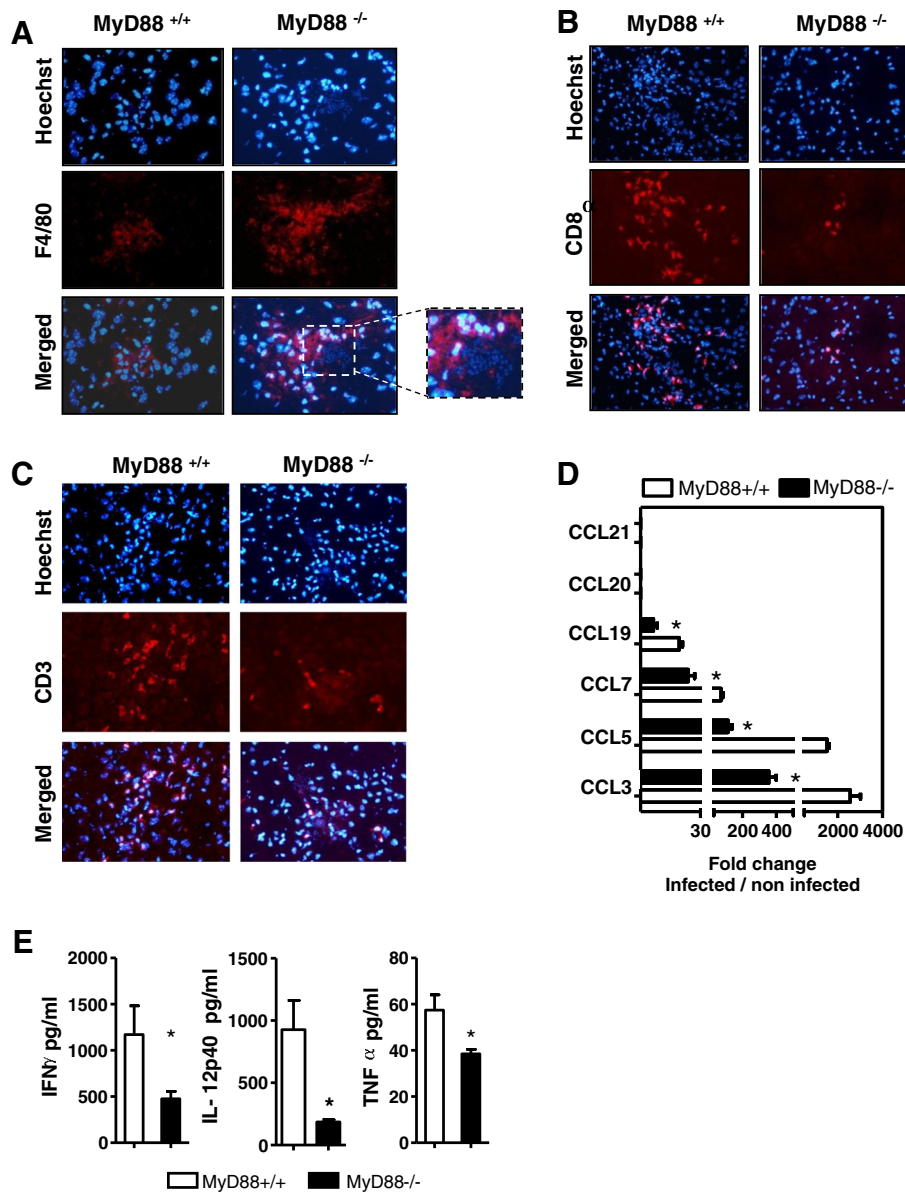 A
MyD88 +/+
MyD88 -/-
Hoechst
F4/80
Merged
B
MyD88 +/+
MyD88 -/-
Hoechst
CD8 α
Merged
C
MyD88 +/+
MyD88 -/-
Hoechst
CD3
Merged
D
MyD88+/+
MyD88-/-
CCL21
CCL20
CCL19
*
CCL7
*
CCL5
*
CCL3
*
30 200 400 2000 4000
Fold change
Infected / non infected
E
IFNγ pg/ml
2000
1500
1000
500
0
*
IL-12p40 pg/ml
1500
1000
500
0
*
TNF α pg/ml
80
60
40
20
0
*
MyD88+/+
MyD88-/-